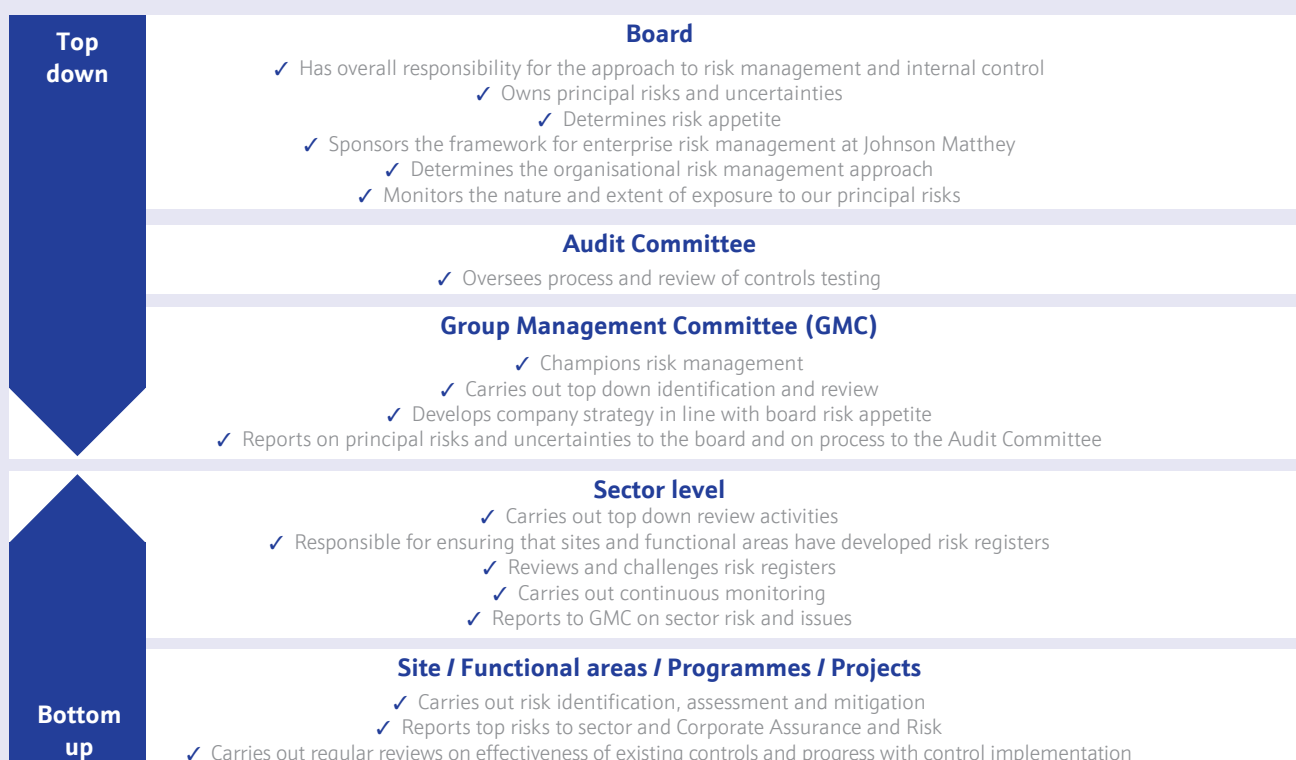 Top
down
Board
✓ Has overall responsibility for the approach to risk management and internal control
✓ Owns principal risks and uncertainties
✓ Determines risk appetite
✓ Sponsors the framework for enterprise risk management at Johnson Matthey
✓ Determines the organisational risk management approach
✓ Monitors the nature and extent of exposure to our principal risks
Audit Committee
✓ Oversees process and review of controls testing
Group Management Committee (GMC)
✓ Champions risk management
✓ Carries out top down identification and review
✓ Develops company strategy in line with board risk appetite
✓ Reports on principal risks and uncertainties to the board and on process to the Audit Committee
Sector level
✓ Carries out top down review activities
✓ Responsible for ensuring that sites and functional areas have developed risk registers
✓ Reviews and challenges risk registers
✓ Carries out continuous monitoring
✓ Reports to GMC on sector risk and issues
Site / Functional areas / Programmes / Projects
✓ Carries out risk identification, assessment and mitigation
✓ Reports top risks to sector and Corporate Assurance and Risk
✓ Carries out regular reviews on effectiveness of existing controls and progress with control implementation
Bottom
up